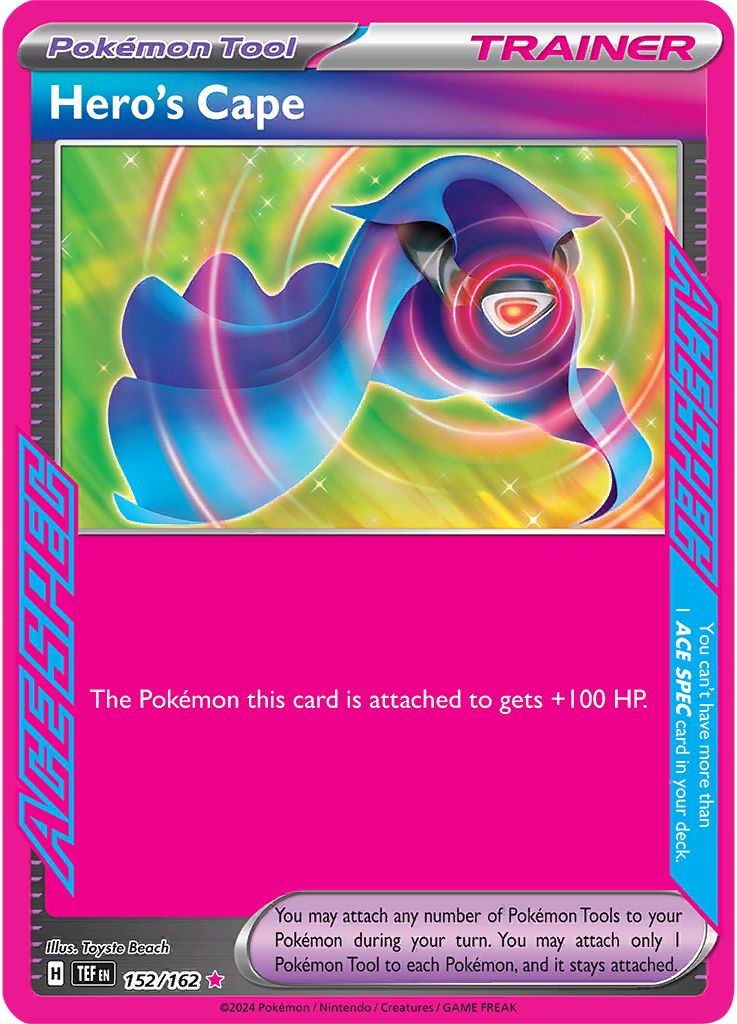 Pokémon Tool
TRAINER
Hero's Cape
ACE SPEC
ACE SPEC
You can't have more than
1 ACE SPEC card in your deck.
The Pokémon this card is attached to gets +100 HP.
You may attach any number of Pokémon Tools to your
Pokémon during your turn. You may attach only 1
Pokémon Tool to each Pokémon, and it stays attached.
Illus. Toyste Beach
H TEF EN 152/162
©2024 Pokémon / Nintendo / Creatures / GAME FREAK